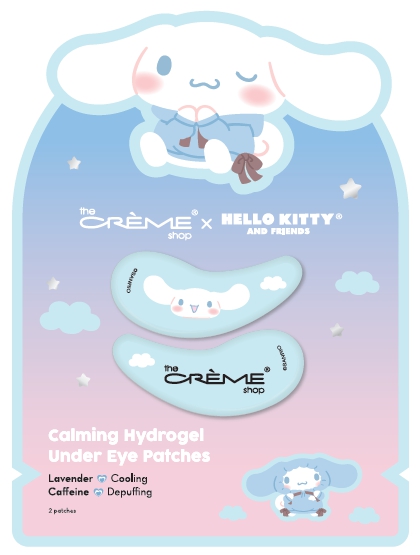 the CRÈME® shop x HELLO KITTY® AND FRIENDS
the CRÈME® shop
Calming Hydrogel
Under Eye Patches
Lavender Cooling
Caffeine Depuffing
2 patches